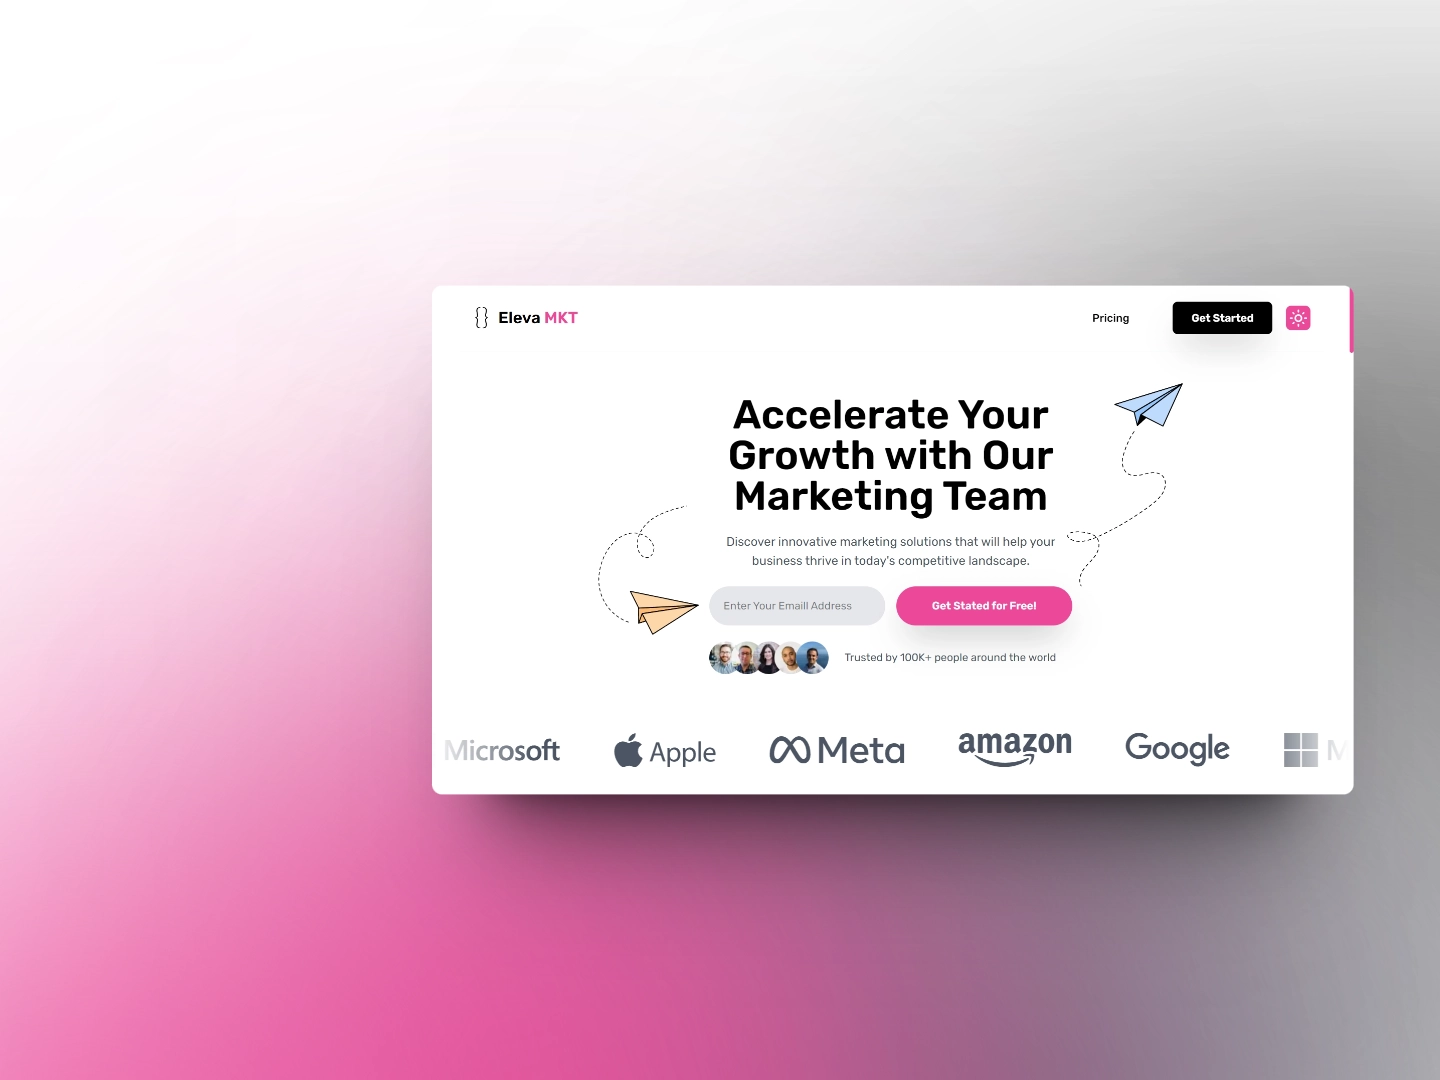 Eleva MKT
Pricing
Get Started
Accelerate Your
Growth with Our
Marketing Team
Discover innovative marketing solutions that will help your
business thrive in today's competitive landscape.
Enter Your Emaill Address
Get Stated for Free!
Trusted by 100K+ people around the world
Microsoft
Apple
Meta
amazon
Google
M